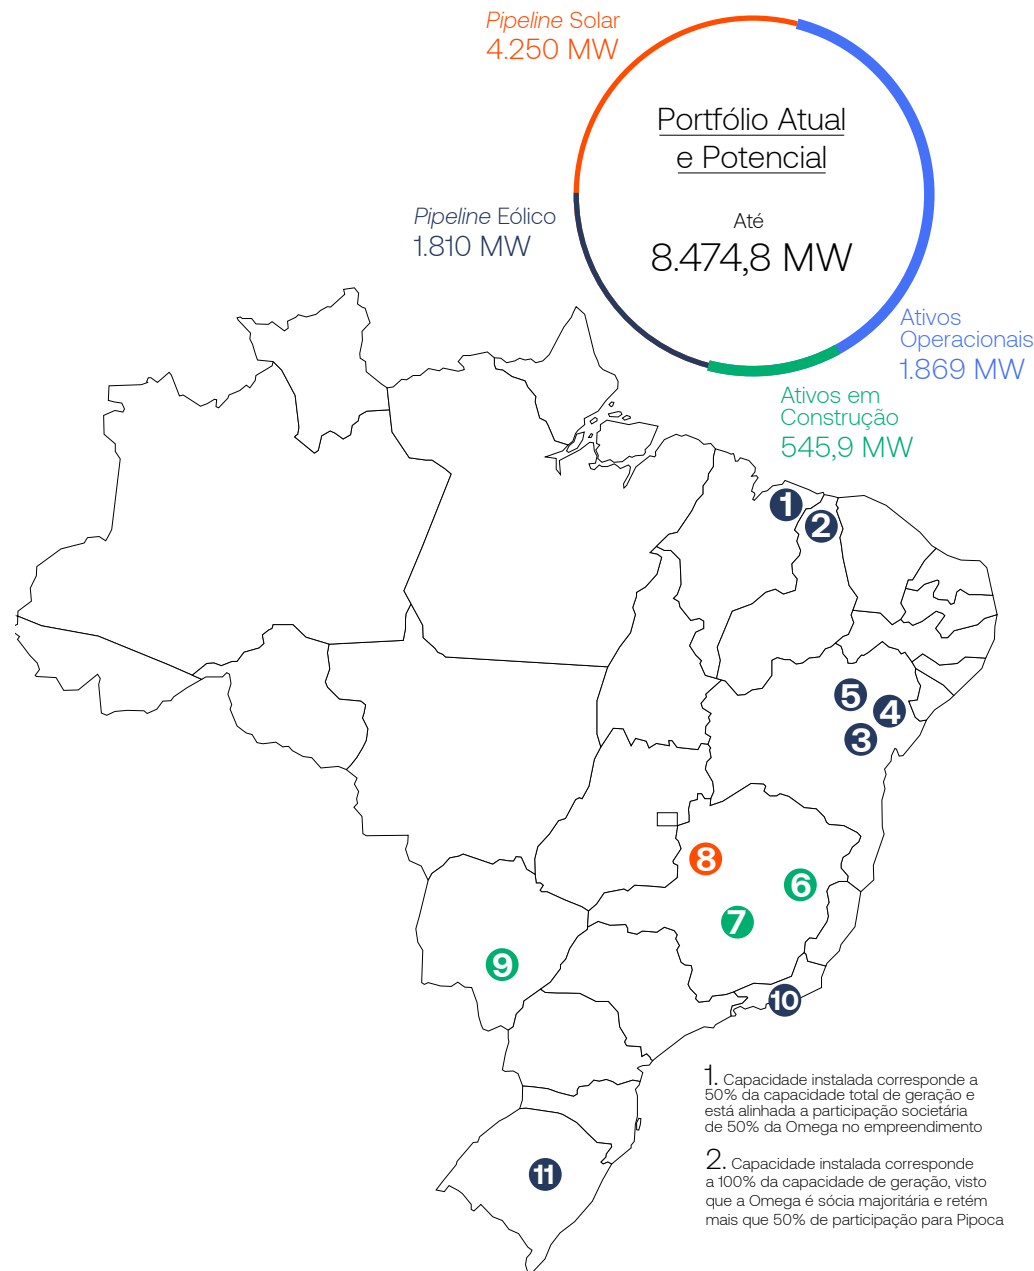 Pipeline Solar
4.250 MW
Portfólio Atual
e Potencial
Até
8.474,8 MW
Pipeline Eólico
1.810 MW
Ativos
Operacionais
1.869 MW
Ativos em
Construção
545,9 MW
1
2
5
4
3
8
6
7
9
10
11
1. Capacidade instalada corresponde a
50% da capacidade total de geração e
está alinhada a participação societária
de 50% da Omega no empreendimento
2. Capacidade instalada corresponde
a 100% da capacidade de geração, visto
que a Omega é sócia majoritária e retém
mais que 50% de participação para Pipoca